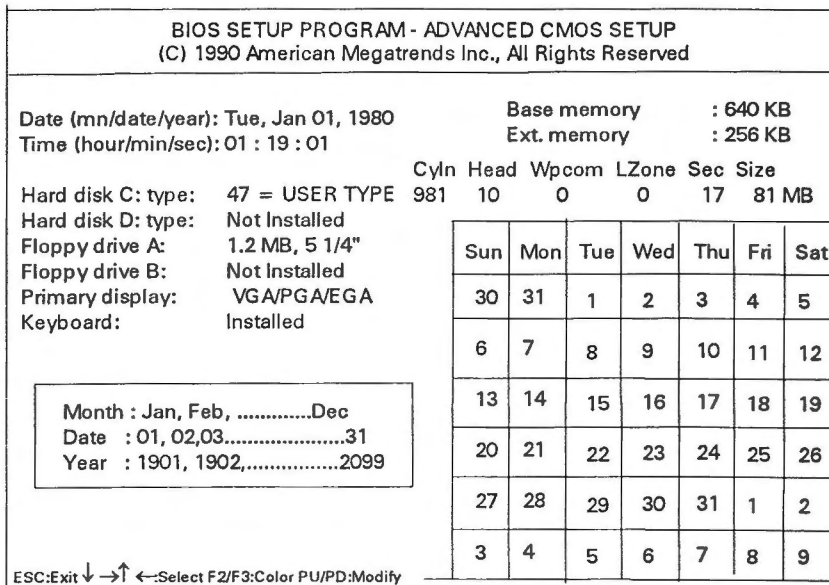 BIOS SETUP PROGRAM - ADVANCED CMOS SETUP
(C) 1990 American Megatrends Inc., All Rights Reserved
Date (mn/date/year): Tue, Jan 01, 1980
Time (hour/min/sec): 01 : 19 : 01
Base memory : 640 KB
Ext. memory : 256 KB
Cyln Head Wpcom LZone Sec Size
Hard disk C: type: 47 = USER TYPE 981 10 0 0 17 81 MB
Hard disk D: type: Not Installed
Floppy drive A: 1.2 MB, 5 1/4"
Floppy drive B: Not Installed
Primary display: VGA/PGA/EGA
Keyboard: Installed
Month : Jan, Feb, .............Dec
Date : 01, 02,03......................31
Year : 1901, 1902,.................2099
Sun Mon Tue Wed Thu Fri Sat
30 31 1 2 3 4 5
6 7 8 9 10 11 12
13 14 15 16 17 18 19
20 21 22 23 24 25 26
27 28 29 30 31 1 2
3 4 5 6 7 8 9
ESC:Exit ↓ →↑ ←:Select F2/F3:Color PU/PD:Modify